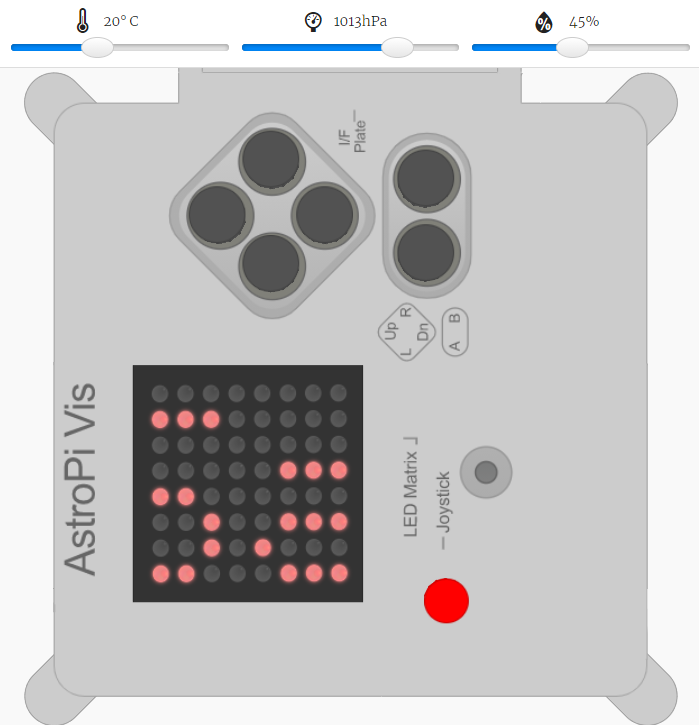 20° C
1013hPa
45%
I/F
Plate
Up
R
L
Dn
A
B
AstroPi Vis
LED Matrix
Joystick